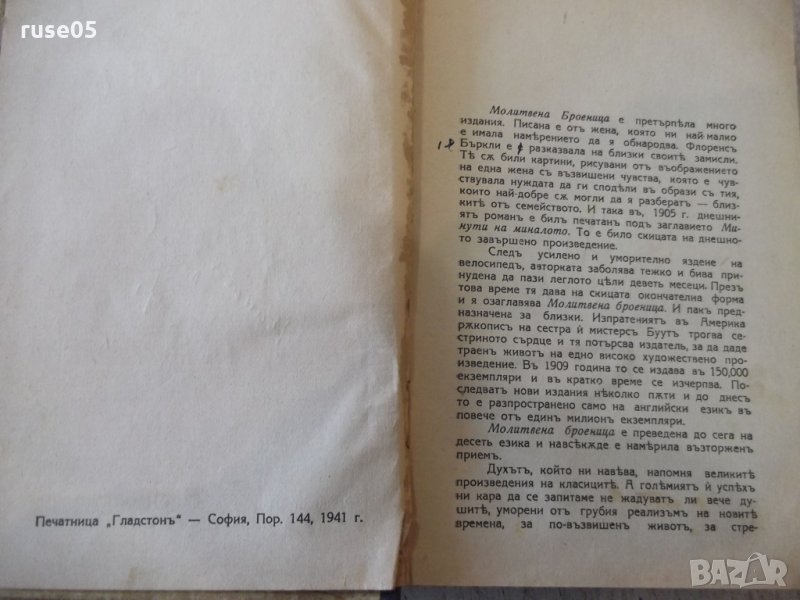 ruse05
Печатница „Гладстонъ“ — София, Пор. 144, 1941 г.
Молитвена Броеница е претърпѣла много
издания. Писана е отъ жена, която ни най-малко
е имала намѣрението да я обнародва. Флоренсъ
Бъркли е разказвала на близки своитѣ замисли.
Тѣ сѫ били картини, рисувани отъ въображението
на една жена съ възвишени чувства, която е чув-
ствувала нуждата да ги сподѣли въ образи съ тия,
които най-добре сѫ могли да я разбератъ — близ-
китѣ отъ семейството. И така въ, 1905 г. днешни-
ятъ романъ е билъ печатанъ подъ заглавието Ми-
нути на миналото. То е било скицата на днешно-
то завършено произведение.
Следъ усилено и уморително яздене на
велосипедъ, авторката заболява тежко и бива при-
нудена да пази леглото цѣли деветь месеци. Презъ
това време тя дава на скицата окончателна форма
и я озаглавява Молитвена броеница. И пакъ пред-
назначена за близки. Изпратениятъ въ Америка
рѫкописъ на сестра ѝ мистерсъ Буутъ трогва се-
стриното сърдце и тя потърсва издатель, за да даде
траенъ животъ на едно високо художествено про-
изведение. Въ 1909 година то се издава въ 150,000
екземпляри и въ кратко време се изчерпва. По-
следватъ нови издания нѣколко пѫти и до днесъ
то е разпространено само на английски езикъ въ
повече отъ единъ милионъ екземпляри.
Молитвена броеница е преведена до сега на
десеть езика и навсѣкѫде е намѣрила възторженъ
приемъ.
Духътъ, който ни навѣва, напомня великитѣ
произведения на класицитѣ. А голѣмиятъ ѝ успѣхъ
ни кара да се запитаме не жадуватъ ли вече ду-
шитѣ, уморени отъ грубия реализъмъ на новитѣ
времена, за по-възвишенъ животъ, за стре-
BAZAR
bazar.bg